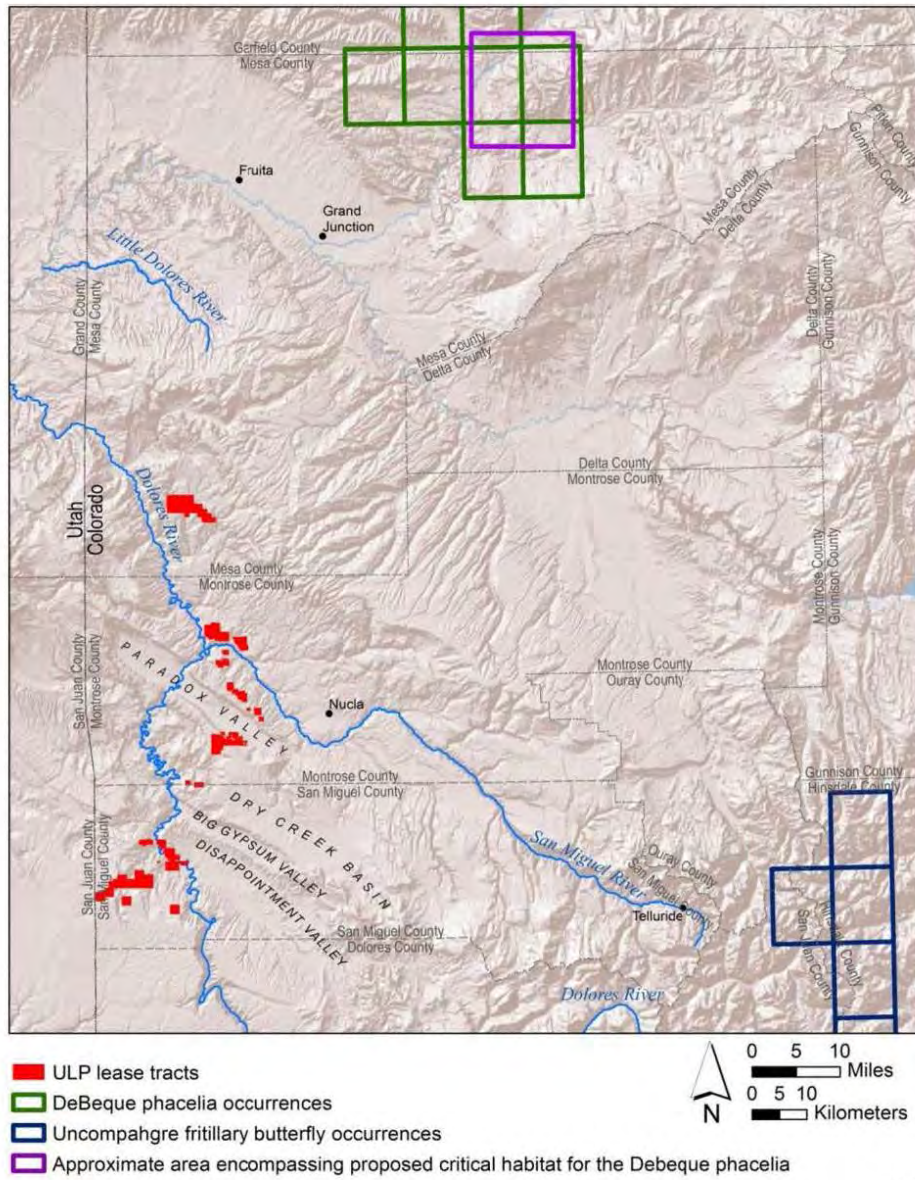 Garfield County
Mesa County
Pitkin County
Gunnison County
Fruita
Grand
Junction
Mesa County
Delta County
Little Dolores River
Grand County
Mesa County
Delta County
Gunnison County
Mesa County
Delta County
Delta County
Montrose County
Utah
Colorado
Dolores River
Mesa County
Montrose County
Montrose County
Gunnison County
San Juan County
Montrose County
PARADOX VALLEY
Montrose County
Ouray County
Nucla
Montrose County
San Miguel County
Gunnison County
Hinsdale County
DRY CREEK BASIN
BIG GYPSUM VALLEY
DISAPPOINTMENT VALLEY
San Juan County
San Miguel County
San Miguel River
Ouray County
San Miguel County
Telluride
Hinsdale County
San Juan County
San Miguel County
Dolores County
Dolores River
ULP lease tracts
DeBeque phacelia occurrences
Uncompahgre fritillary butterfly occurrences
Approximate area encompassing proposed critical habitat for the Debeque phacelia
N
0 5 10
Miles
0 5 10
Kilometers